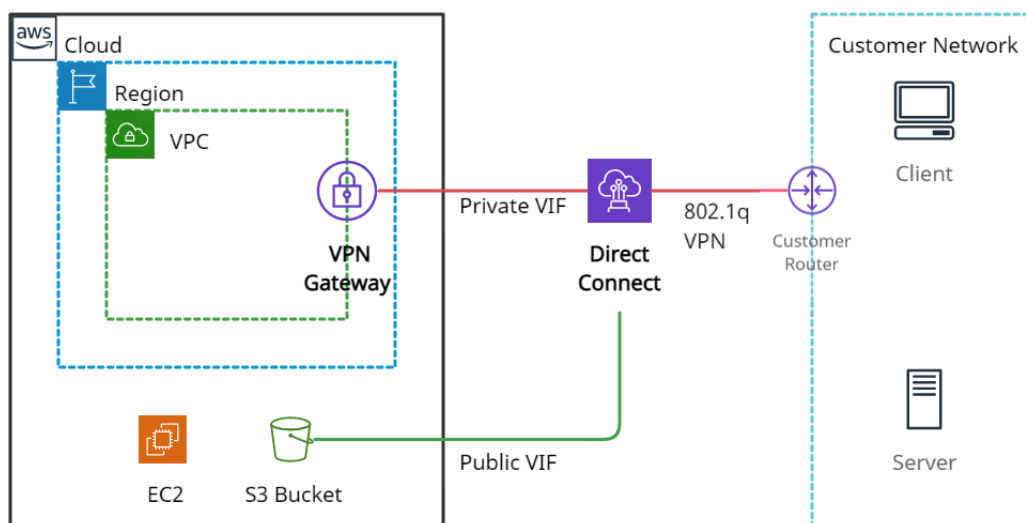 aws
Cloud
Region
VPC
VPN
Gateway
Private VIF
Direct
Connect
802.1q
VPN
Customer
Router
Customer Network
Client
Server
EC2
S3 Bucket
Public VIF